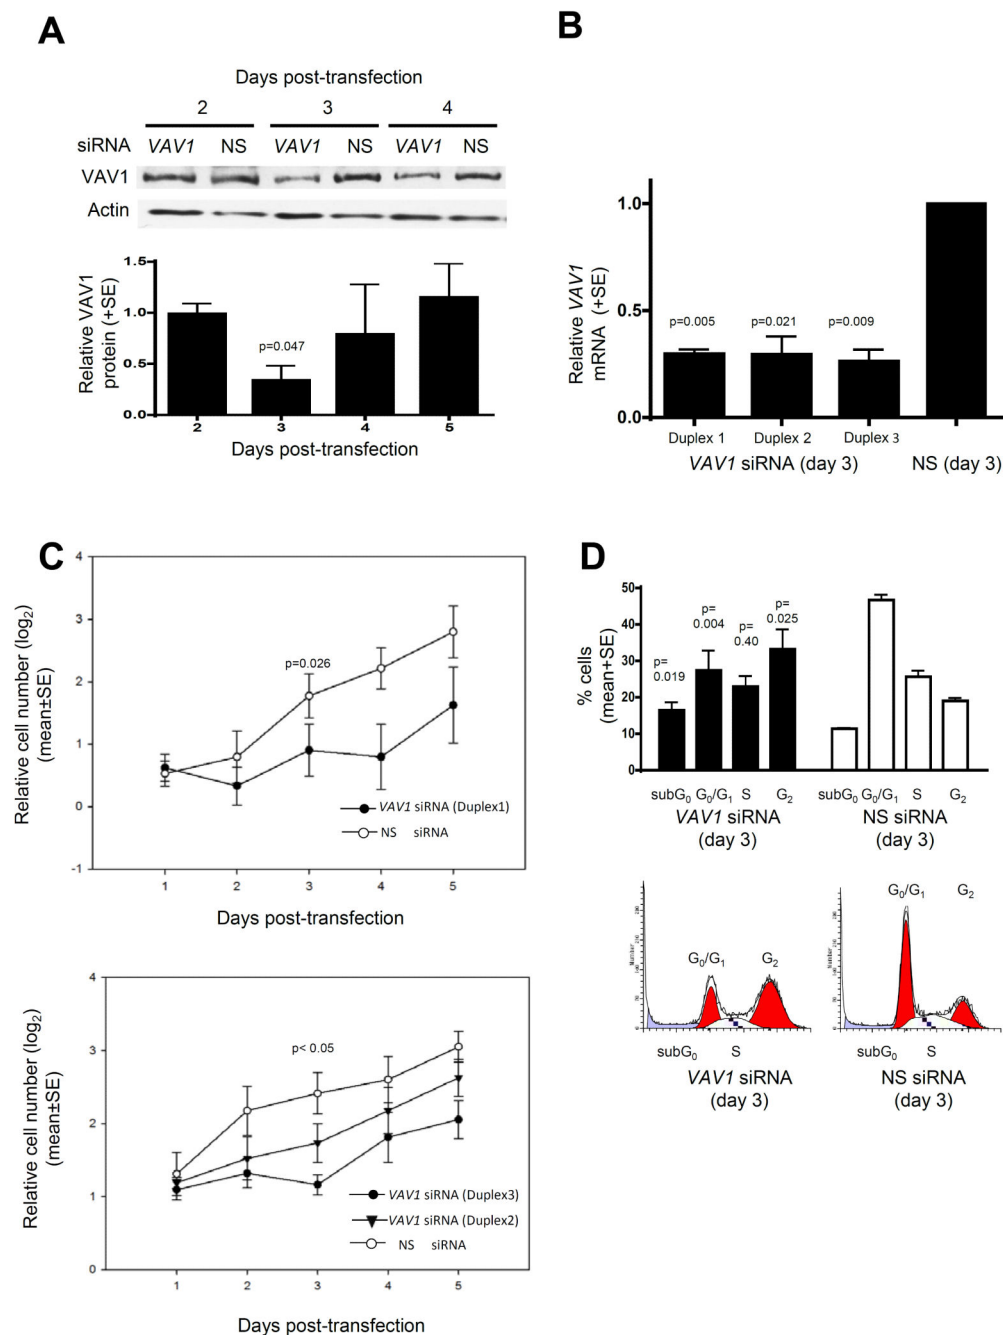 A
Days post-transfection
2 3 4
siRNA VAV1 NS VAV1 NS VAV1 NS
VAV1
Actin
Relative VAV1
protein (+SE)
1.5
1.0
0.5
0.0
p=0.047
2 3 4 5
Days post-transfection
B
Relative VAV1
mRNA (+SE)
1.0
0.5
0.0
p=0.005 p=0.021 p=0.009
Duplex 1 Duplex 2 Duplex 3
VAV1 siRNA (day 3) NS (day 3)
C
Relative cell number (log2)
(mean±SE)
4
3
2
1
0
-1
p=0.026
VAV1 siRNA (Duplex1)
NS siRNA
1 2 3 4 5
Days post-transfection
Relative cell number (log2)
(mean±SE)
4
3
2
1
0
p< 0.05
VAV1 siRNA (Duplex3)
VAV1 siRNA (Duplex2)
NS siRNA
1 2 3 4 5
Days post-transfection
D
% cells
(mean+SE)
50
40
30
20
10
0
p=
0.019
p=
0.004
p=
0.40
p=
0.025
subG0 G0/G1 S G2 subG0 G0/G1 S G2
VAV1 siRNA
(day 3)
NS siRNA
(day 3)
Number
G0/G1 G2
subG0 S
VAV1 siRNA
(day 3)
Number
G0/G1 G2
subG0 S
NS siRNA
(day 3)